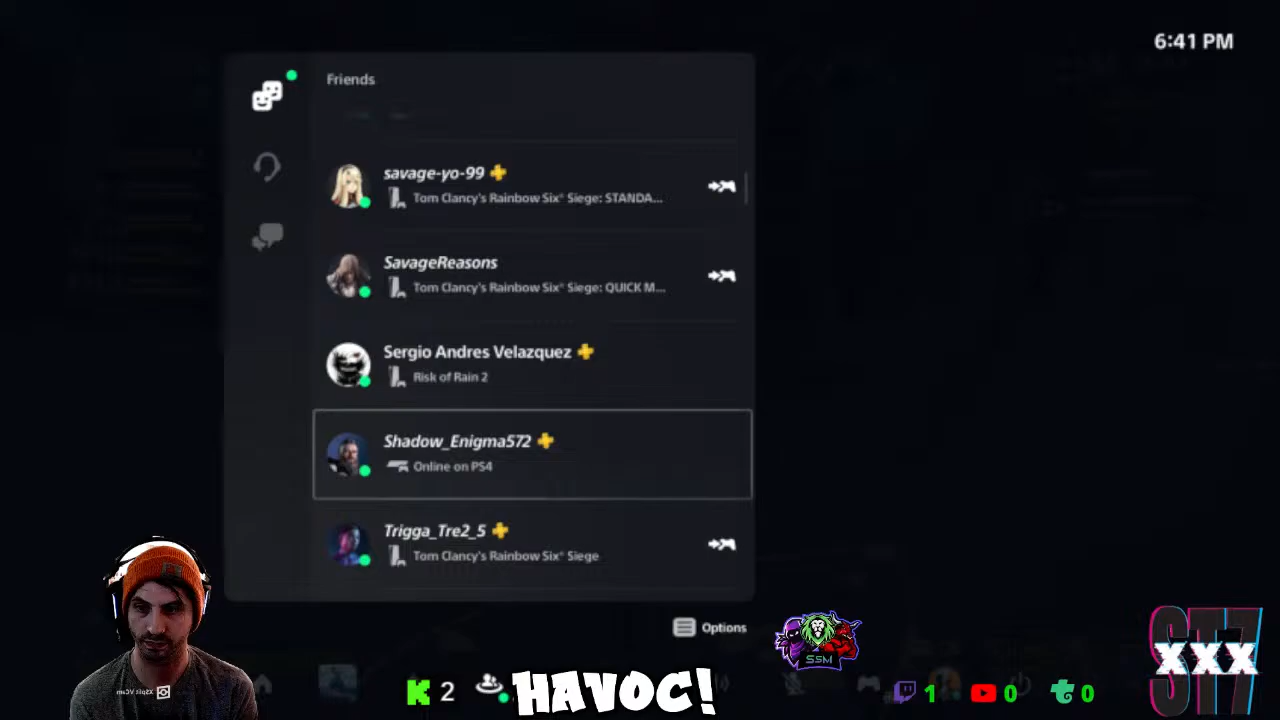 6:41 PM
Friends
savage-yo-99
Tom Clancy's Rainbow Six® Siege: STANDA...
SavageReasons
Tom Clancy's Rainbow Six® Siege: QUICK M...
Sergio Andres Velazquez
Risk of Rain 2
Shadow_Enigma572
Online on PS4
Trigga_Tre2_5
Tom Clancy's Rainbow Six® Siege
Options
SSM
ST7
XXX
XSplit VCam
K 2
HAVOC!
1
0
0